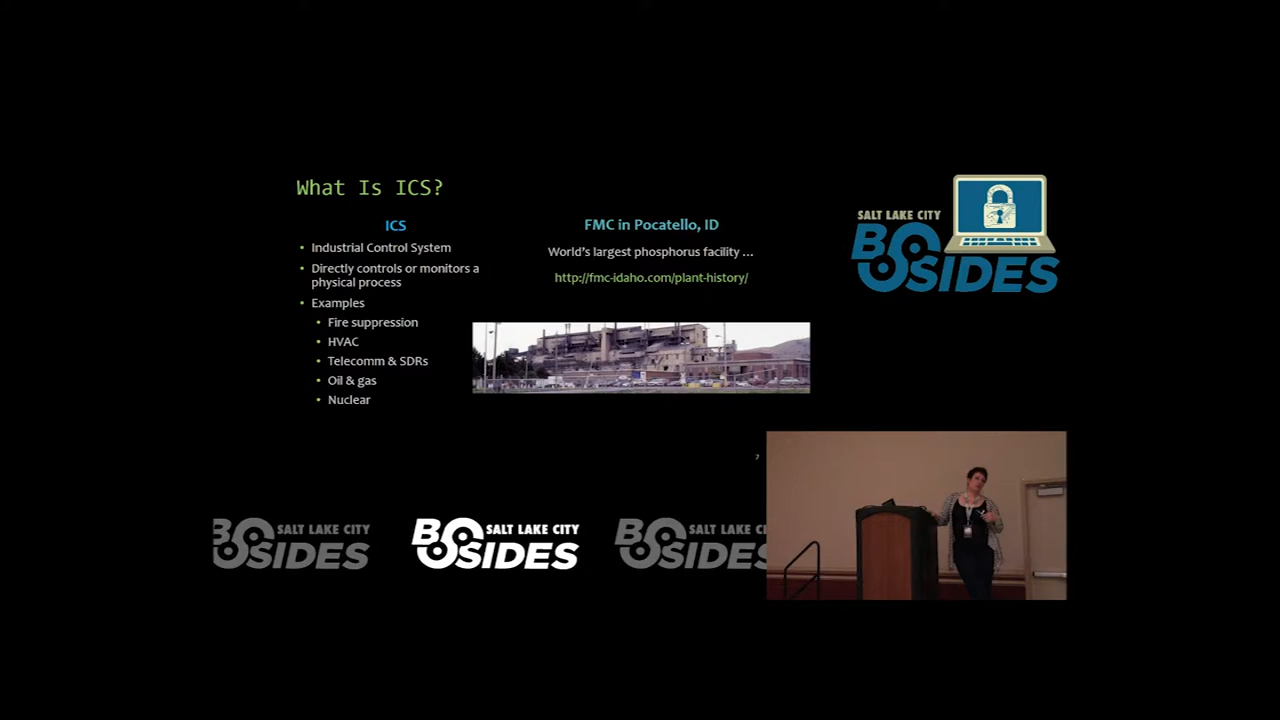 What Is ICS?
ICS
• Industrial Control System
• Directly controls or monitors a
physical process
• Examples
• Fire suppression
• HVAC
• Telecomm & SDRs
• Oil & gas
• Nuclear
FMC in Pocatello, ID
World's largest phosphorus facility ...
http://fmc-idaho.com/plant-history/
SALT LAKE CITY
BSIDES
7
SALT LAKE CITY
BSIDES
SALT LAKE CITY
BSIDES
SALT LAKE CI
BSIDES